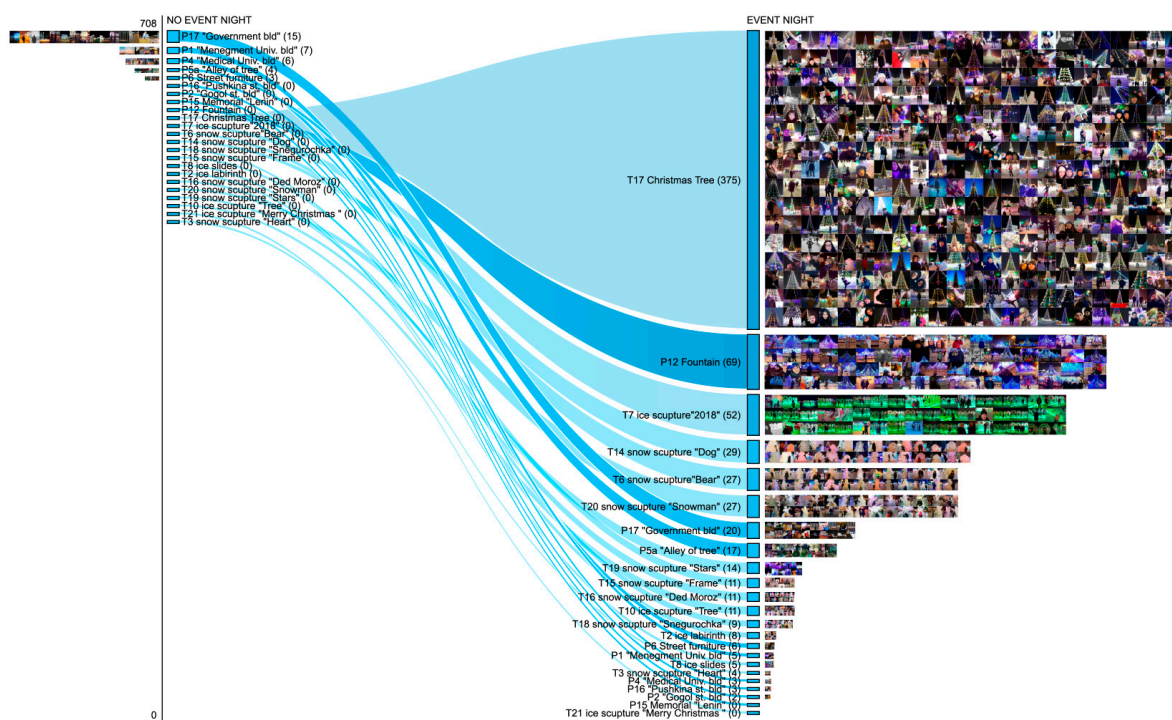 708
NO EVENT NIGHT
P17 "Government bld" (15)
P1 "Menegment Univ. bld" (7)
P4 "Medical Univ. bld" (6)
P5a "Alley of tree" (4)
P6 Street furniture (3)
P16 "Pushkina st. bld" (0)
P2 "Gogol st. bld" (0)
P15 Memorial "Lenin" (0)
P12 Fountain (0)
T17 Christmas Tree (0)
T7 ice scupture"2018" (0)
T6 snow scupture"Bear" (0)
T14 snow scupture "Dog" (0)
T18 snow scupture "Snegurochka" (0)
T15 snow scupture "Frame" (0)
T8 ice slides (0)
T2 ice labirinth (0)
T16 snow scupture "Ded Moroz" (0)
T20 snow scupture "Snowman" (0)
T19 snow scupture "Stars" (0)
T10 ice scupture "Tree" (0)
T21 ice scupture "Merry Christmas " (0)
T3 snow scupture "Heart" (0)
0
EVENT NIGHT
T17 Christmas Tree (375)
P12 Fountain (69)
T7 ice scupture"2018" (52)
T14 snow scupture "Dog" (29)
T6 snow scupture"Bear" (27)
T20 snow scupture "Snowman" (27)
P17 "Government bld" (20)
P5a "Alley of tree" (17)
T19 snow scupture "Stars" (14)
T15 snow scupture "Frame" (11)
T16 snow scupture "Ded Moroz" (11)
T10 ice scupture "Tree" (11)
T18 snow scupture "Snegurochka" (9)
T2 ice labirinth (8)
P6 Street furniture (6)
P1 "Menegment Univ. bld" (5)
T8 ice slides (5)
T3 snow scupture "Heart" (4)
P4 "Medical Univ. bld" (3)
P16 "Pushkina st. bld" (3)
P2 "Gogol st. bld" (2)
P15 Memorial "Lenin" (0)
T21 ice scupture "Merry Christmas " (0)